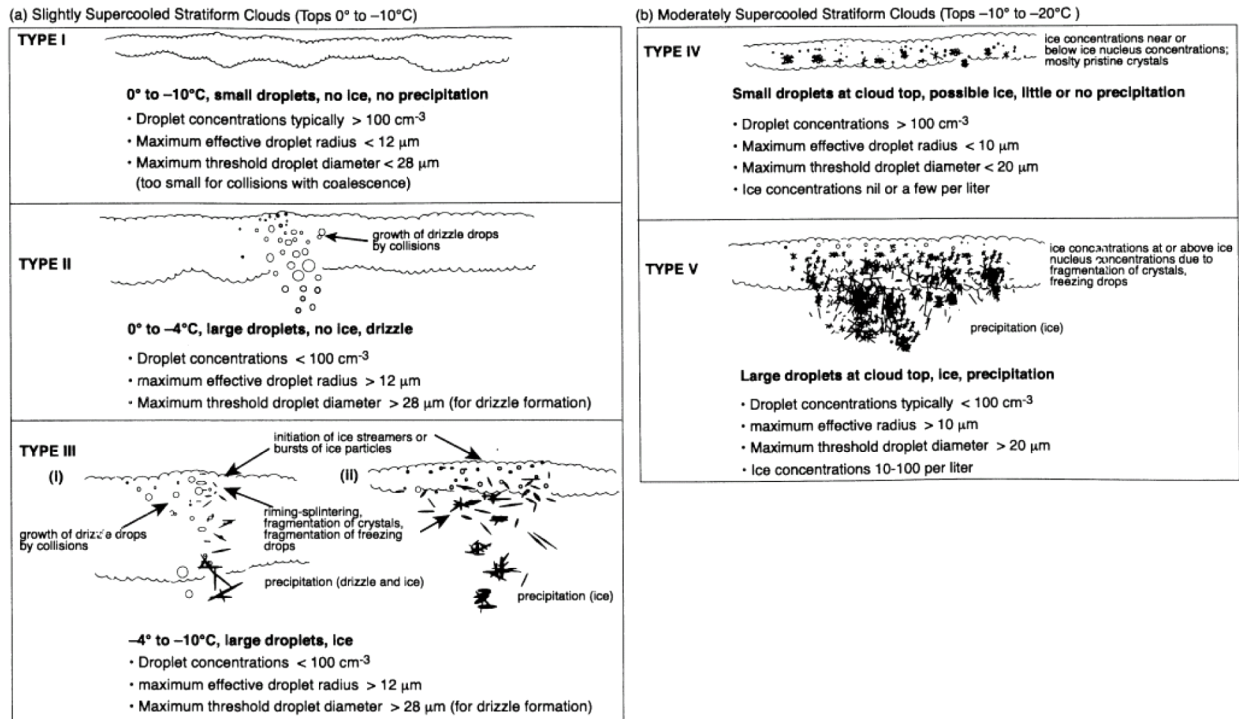 (a) Slightly Supercooled Stratiform Clouds (Tops 0° to –10°C)
TYPE I
0° to –10°C, small droplets, no ice, no precipitation
· Droplet concentrations typically > 100 cm-3
· Maximum effective droplet radius < 12 μm
· Maximum threshold droplet diameter < 28 μm
(too small for collisions with coalescence)
TYPE II
growth of drizzle drops
by collisions
0° to –4°C, large droplets, no ice, drizzle
· Droplet concentrations < 100 cm-3
· maximum effective droplet radius > 12 μm
· Maximum threshold droplet diameter > 28 μm (for drizzle formation)
TYPE III
initiation of ice streamers or
bursts of ice particles
(i)
(ii)
growth of drizzle drops
by collisions
riming-splintering,
fragmentation of crystals,
fragmentation of freezing
drops
precipitation (drizzle and ice)
precipitation (ice)
–4° to –10°C, large droplets, ice
· Droplet concentrations < 100 cm-3
· maximum effective droplet radius > 12 μm
· Maximum threshold droplet diameter > 28 μm (for drizzle formation)
(b) Moderately Supercooled Stratiform Clouds (Tops –10° to –20°C )
TYPE IV
ice concentrations near or
below ice nucleus concentrations;
mostly pristine crystals
Small droplets at cloud top, possible ice, little or no precipitation
· Droplet concentrations > 100 cm-3
· Maximum effective droplet radius < 10 μm
· Maximum threshold droplet diameter < 20 μm
· Ice concentrations nil or a few per liter
TYPE V
ice concentrations at or above ice
nucleus concentrations due to
fragmentation of crystals,
freezing drops
precipitation (ice)
Large droplets at cloud top, ice, precipitation
· Droplet concentrations typically < 100 cm-3
· maximum effective radius > 10 μm
· Maximum threshold droplet diameter > 20 μm
· Ice concentrations 10-100 per liter